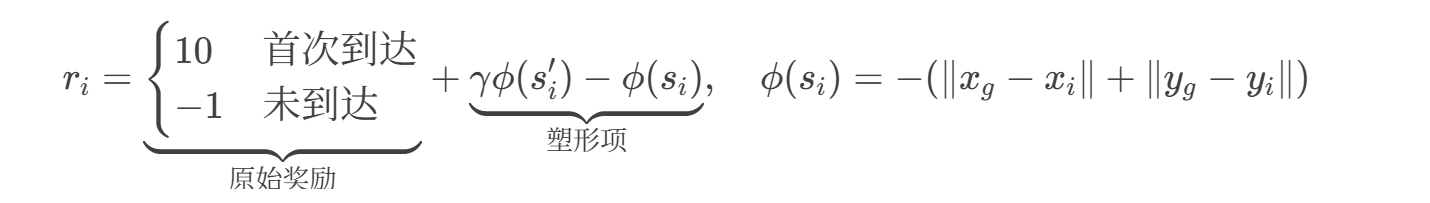 r_i = { 10 首次到达 −1 未到达 + γϕ(s′_i) − ϕ(s_i), ϕ(s_i) = −(∥x_g − x_i∥ + ∥y_g − y_i∥)
塑形项
原始奖励